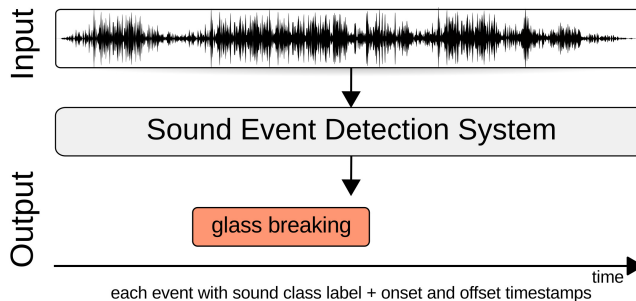 Input
Sound Event Detection System
Output
glass breaking
time
each event with sound class label + onset and offset timestamps